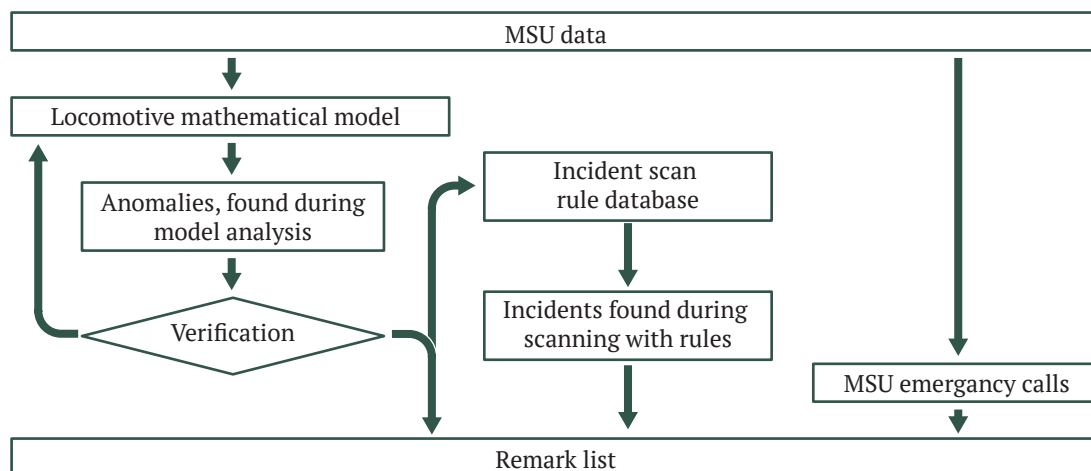 MSU data
Locomotive mathematical model
Anomalies, found during
model analysis
Verification
Incident scan
rule database
Incidents found during
scanning with rules
MSU emergancy calls
Remark list